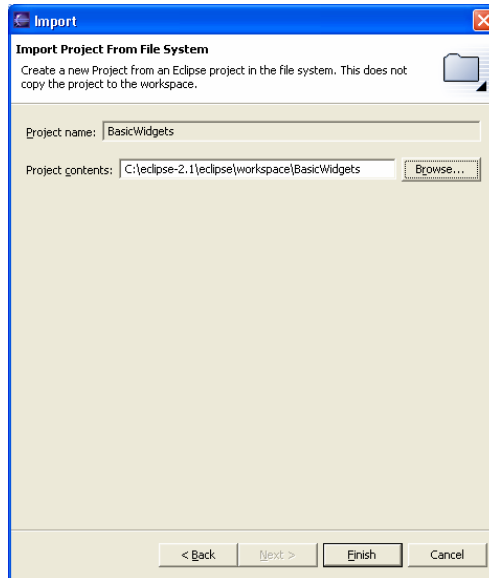 Import
Import Project From File System
Create a new Project from an Eclipse project in the file system. This does not
copy the project to the workspace.
Project name: BasicWidgets
Project contents: C:\eclipse-2.1\eclipse\workspace\BasicWidgets Browse...
< Back Next > Finish Cancel